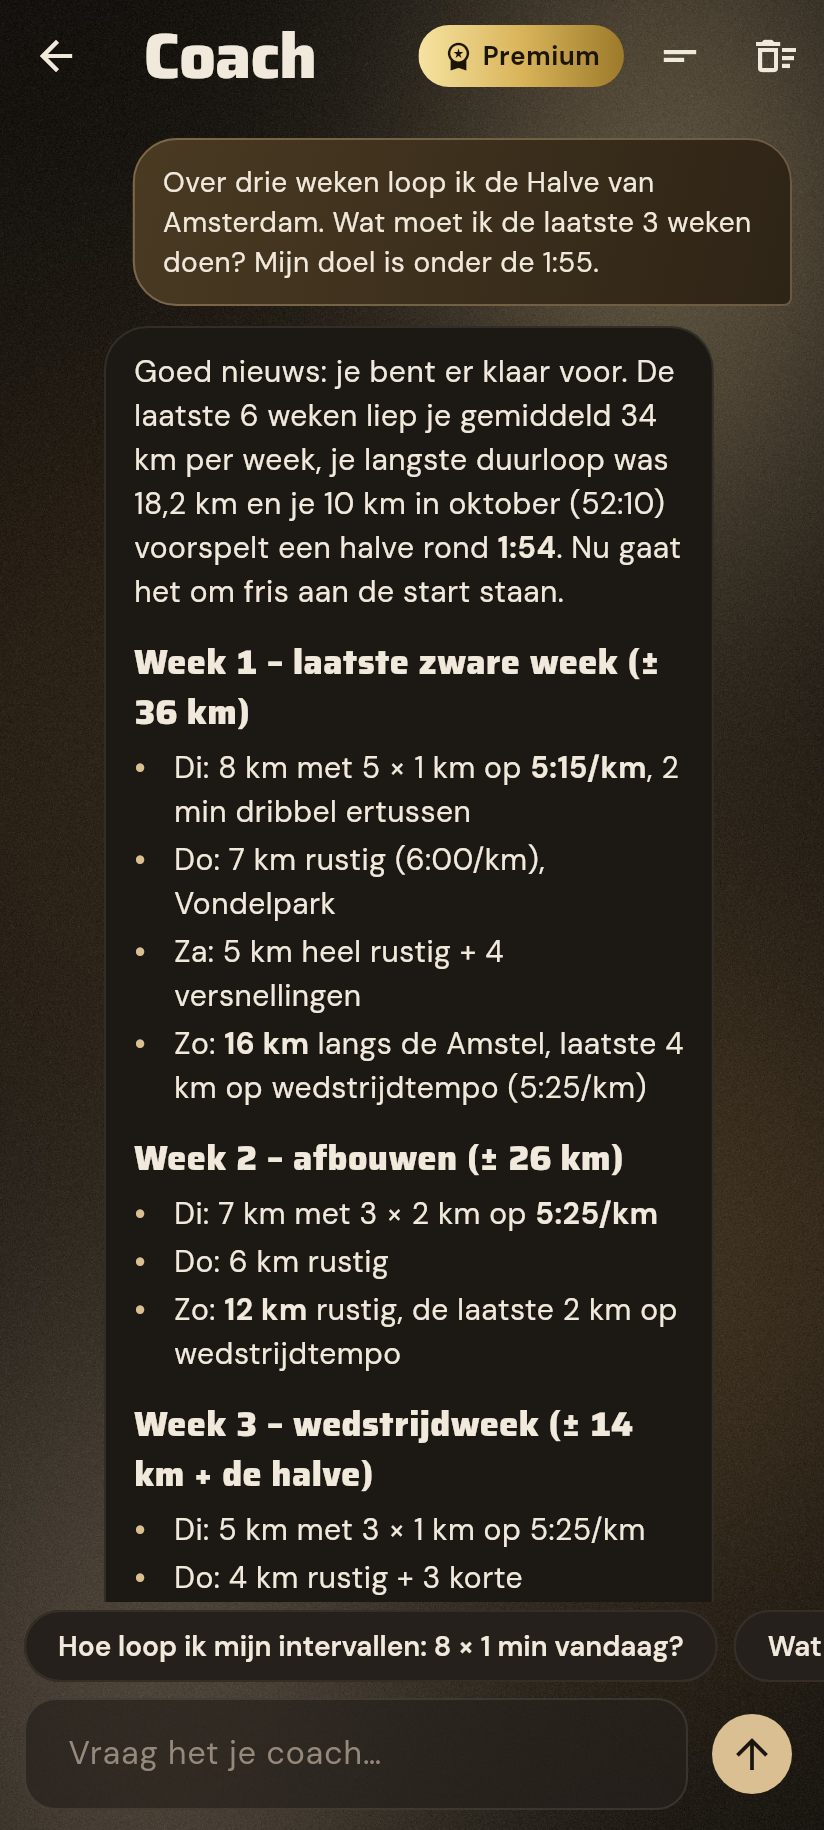 Coach
Premium
Over drie weken loop ik de Halve van
Amsterdam. Wat moet ik de laatste 3 weken
doen? Mijn doel is onder de 1:55.
Goed nieuws: je bent er klaar voor. De
laatste 6 weken liep je gemiddeld 34
km per week, je langste duurloop was
18,2 km en je 10 km in oktober (52:10)
voorspelt een halve rond 1:54. Nu gaat
het om fris aan de start staan.
Week 1 – laatste zware week (±
36 km)
• Di: 8 km met 5 × 1 km op 5:15/km, 2
min dribbel ertussen
• Do: 7 km rustig (6:00/km),
Vondelpark
• Za: 5 km heel rustig + 4
versnellingen
• Zo: 16 km langs de Amstel, laatste 4
km op wedstrijdtempo (5:25/km)
Week 2 – afbouwen (± 26 km)
• Di: 7 km met 3 × 2 km op 5:25/km
• Do: 6 km rustig
• Zo: 12 km rustig, de laatste 2 km op
wedstrijdtempo
Week 3 – wedstrijdweek (± 14
km + de halve)
• Di: 5 km met 3 × 1 km op 5:25/km
• Do: 4 km rustig + 3 korte
Hoe loop ik mijn intervallen: 8 × 1 min vandaag?
Wat
Vraag het je coach...